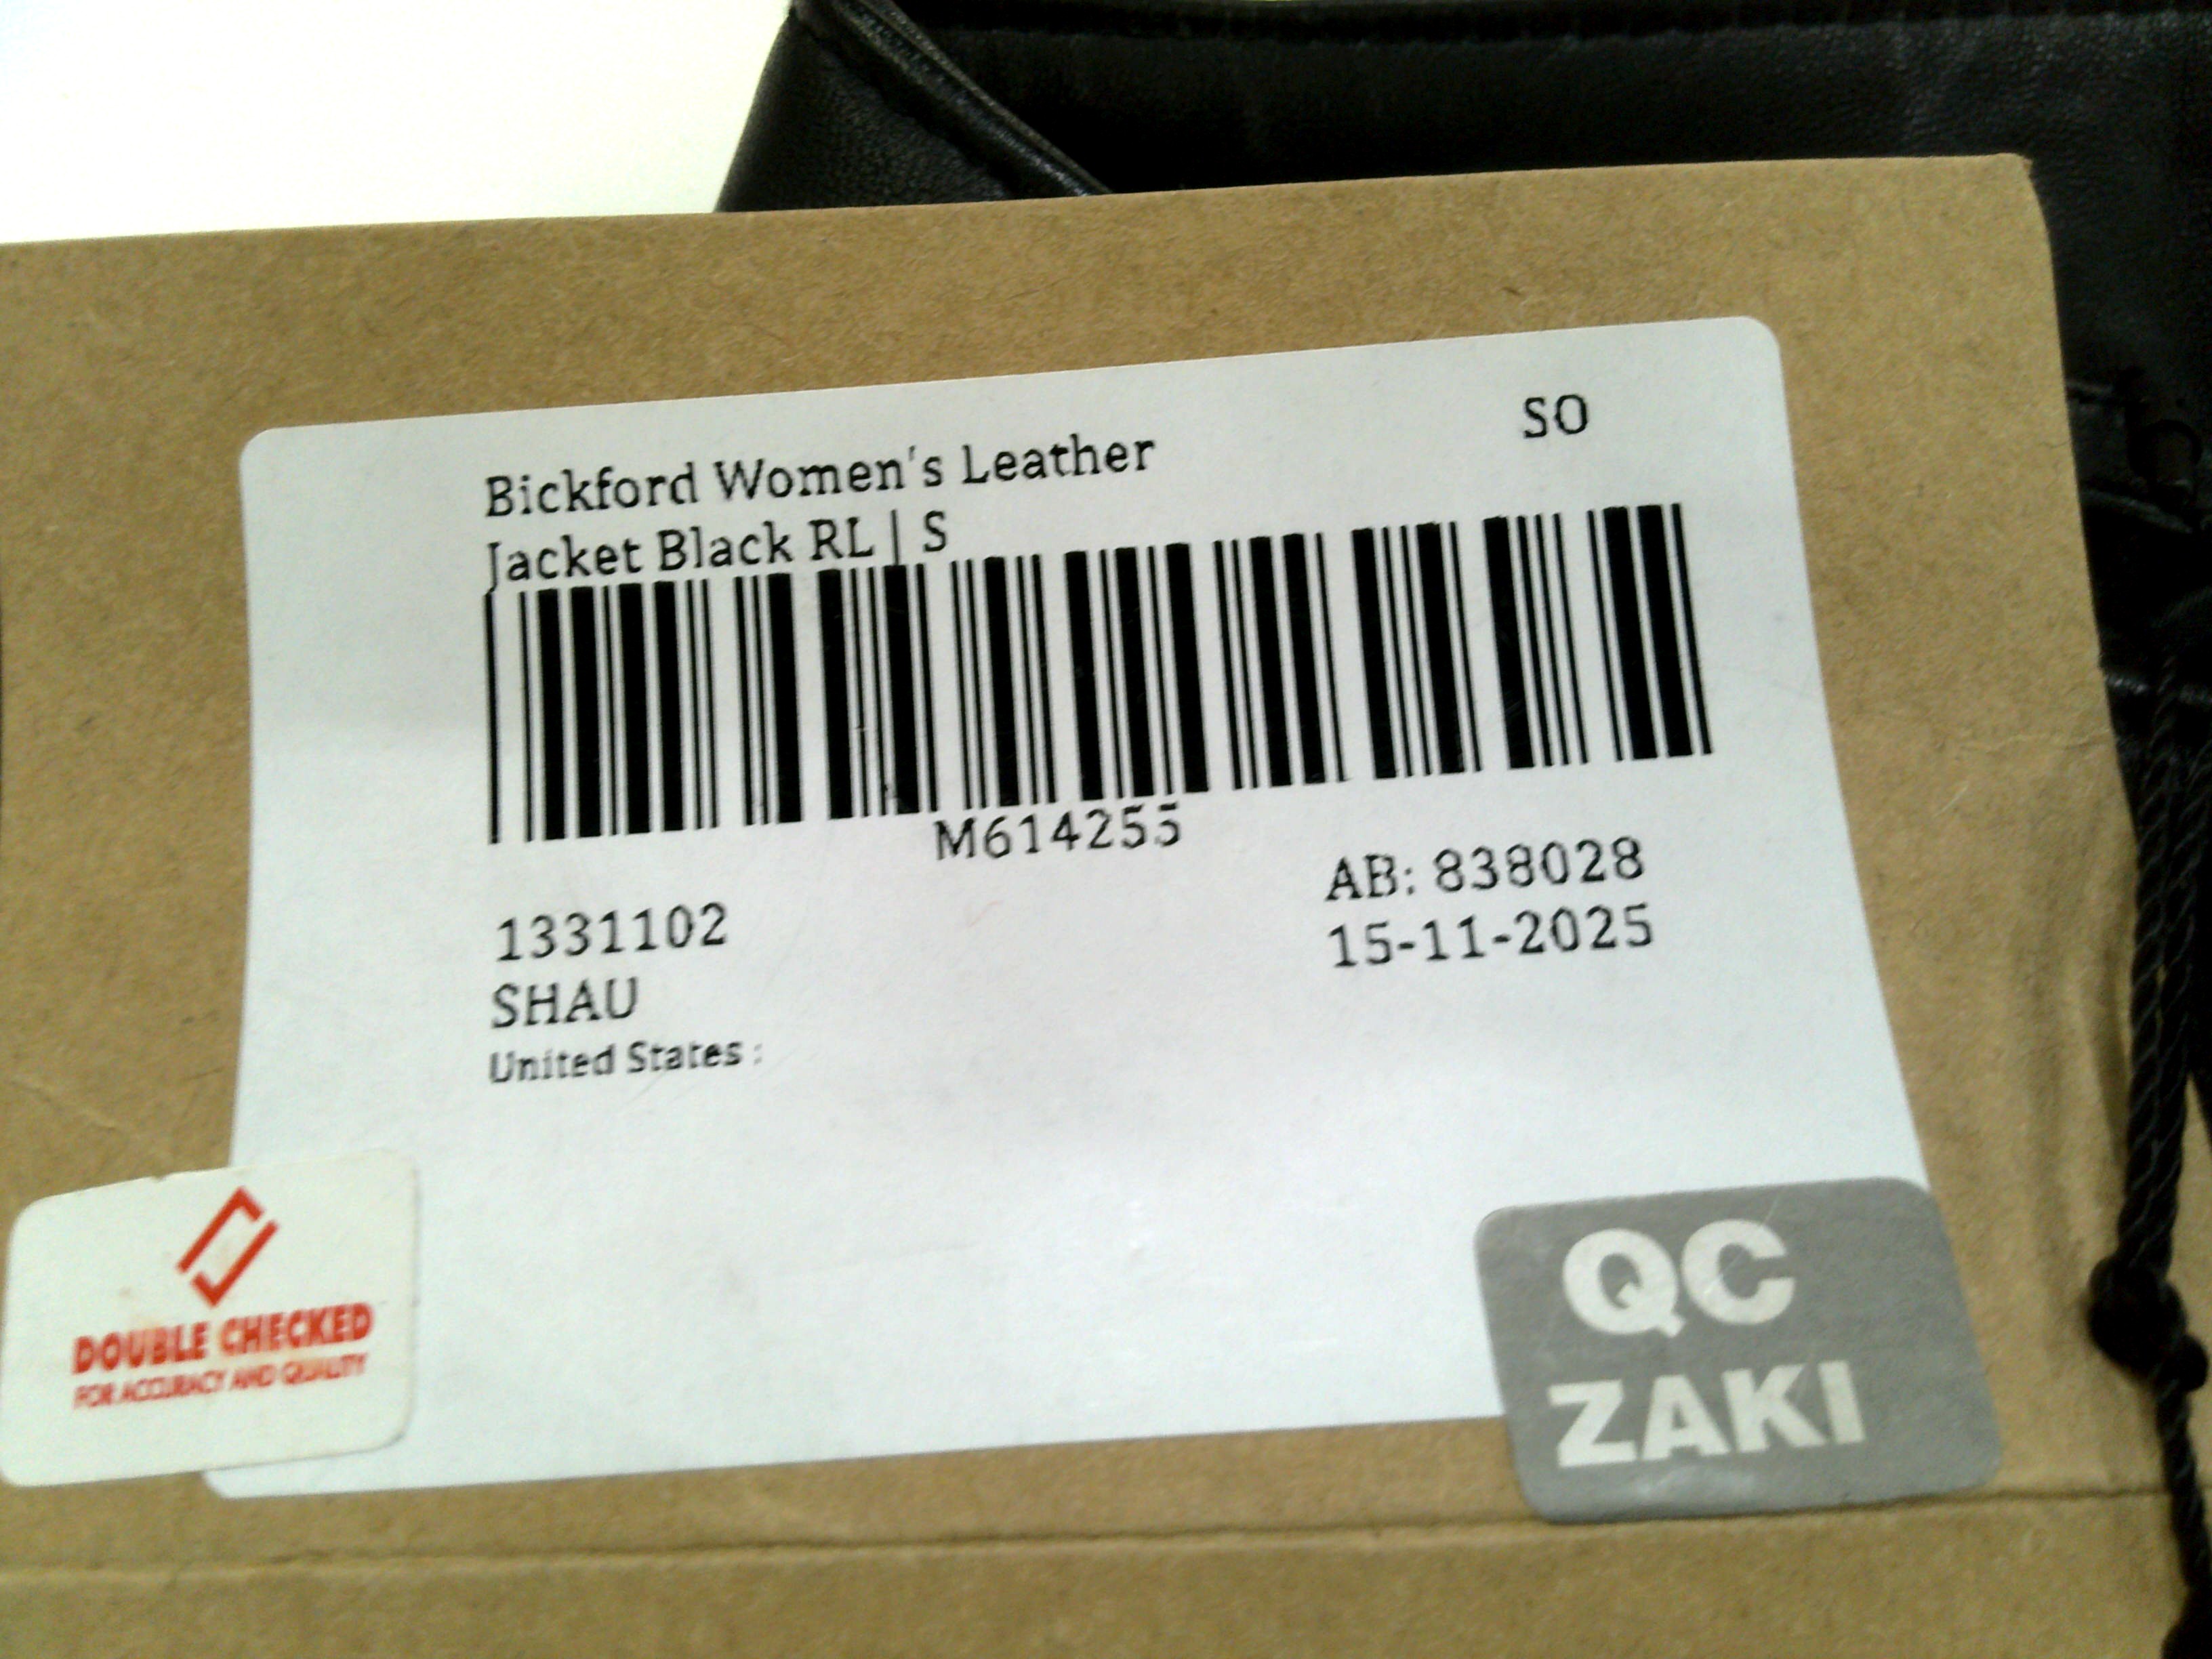 SO
Bickford Women's Leather
Jacket Black RL | S
M614255
AB: 838028
1331102
15-11-2025
SHAU
United States :
DOUBLE CHECKED
FOR ACCURACY AND QUALITY
QC
ZAKI